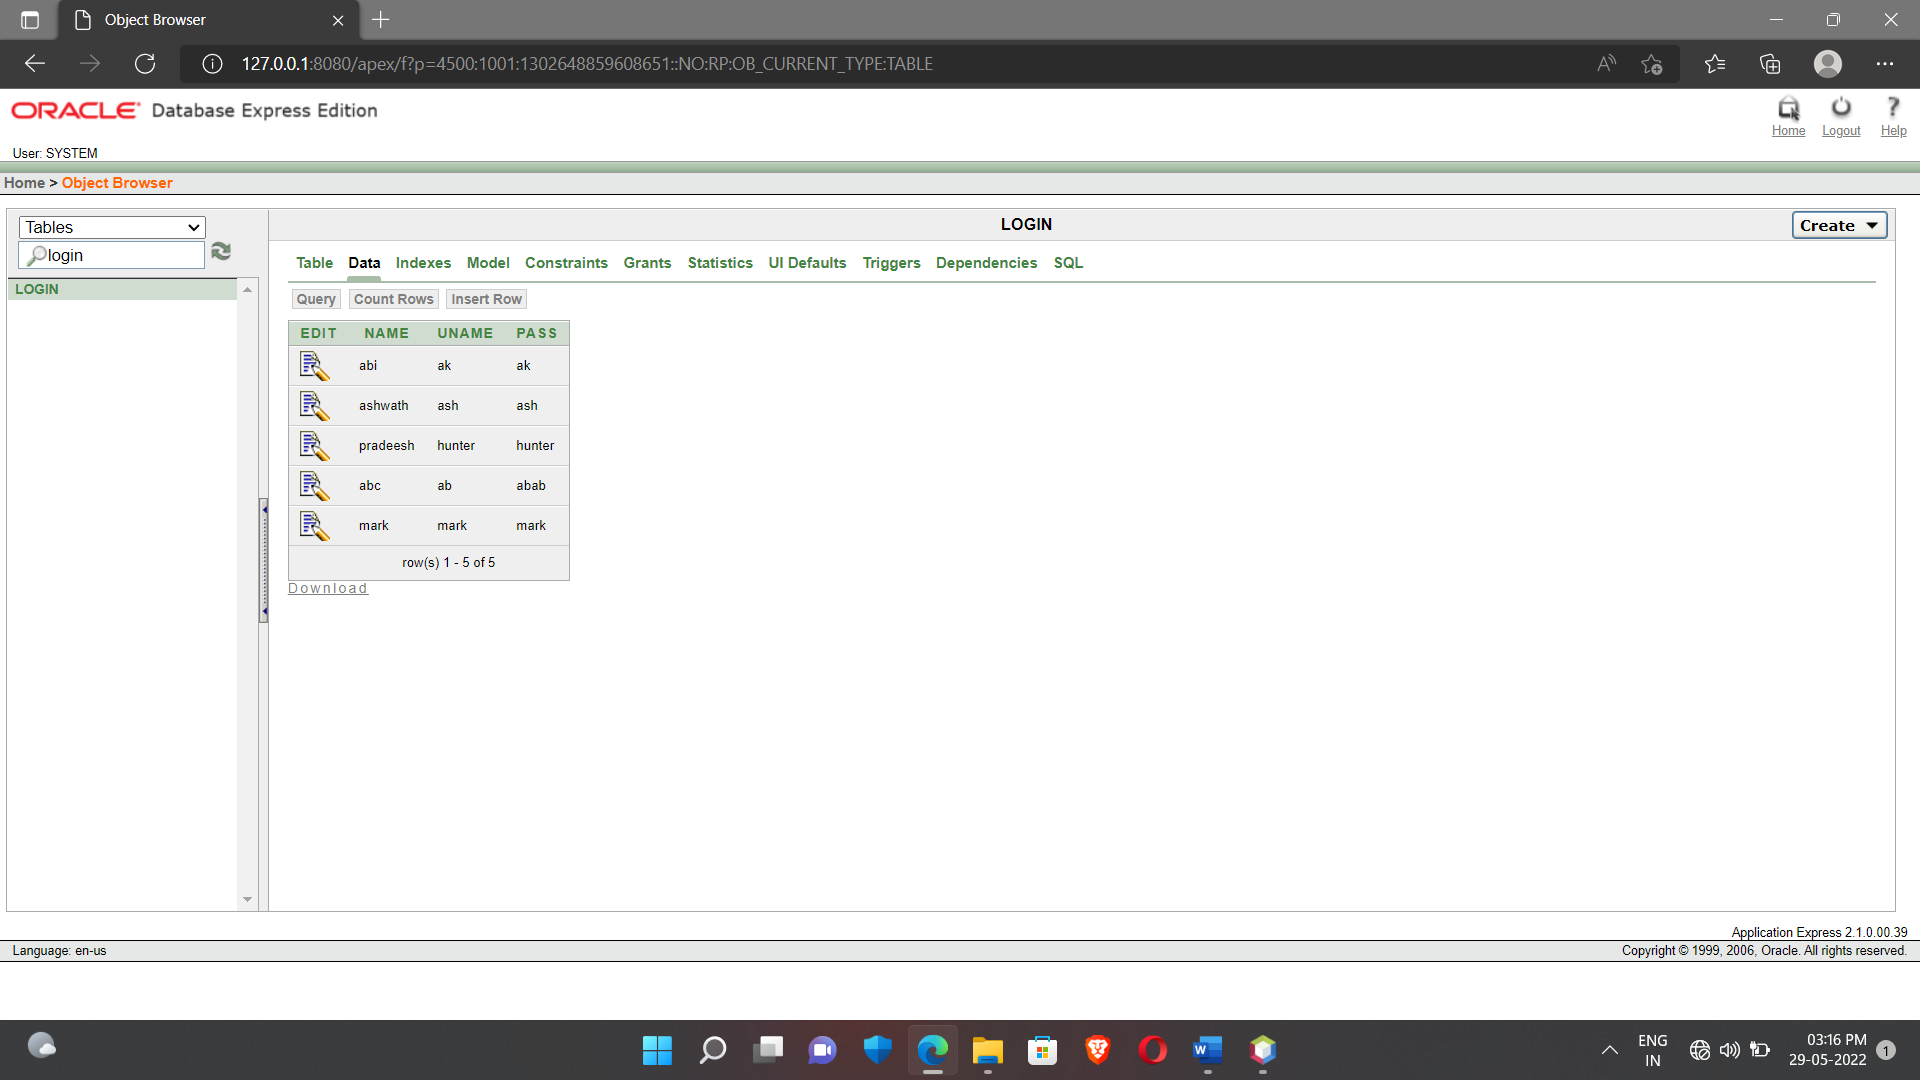 Object Browser
127.0.0.1:8080/apex/f?p=4500:1001:1302648859608651::NO:RP:OB_CURRENT_TYPE:TABLE
ORACLE Database Express Edition
Home Logout Help
User: SYSTEM
Home > Object Browser
Tables
login
LOGIN
LOGIN
Create
Table Data Indexes Model Constraints Grants Statistics UI Defaults Triggers Dependencies SQL
Query Count Rows Insert Row
EDIT NAME UNAME PASS
abi ak ak
ashwath ash ash
pradeesh hunter hunter
abc ab abab
mark mark mark
row(s) 1 - 5 of 5
Download
Application Express 2.1.0.00.39
Language: en-us
Copyright © 1999, 2006, Oracle. All rights reserved.
ENG
IN
03:16 PM
29-05-2022
1